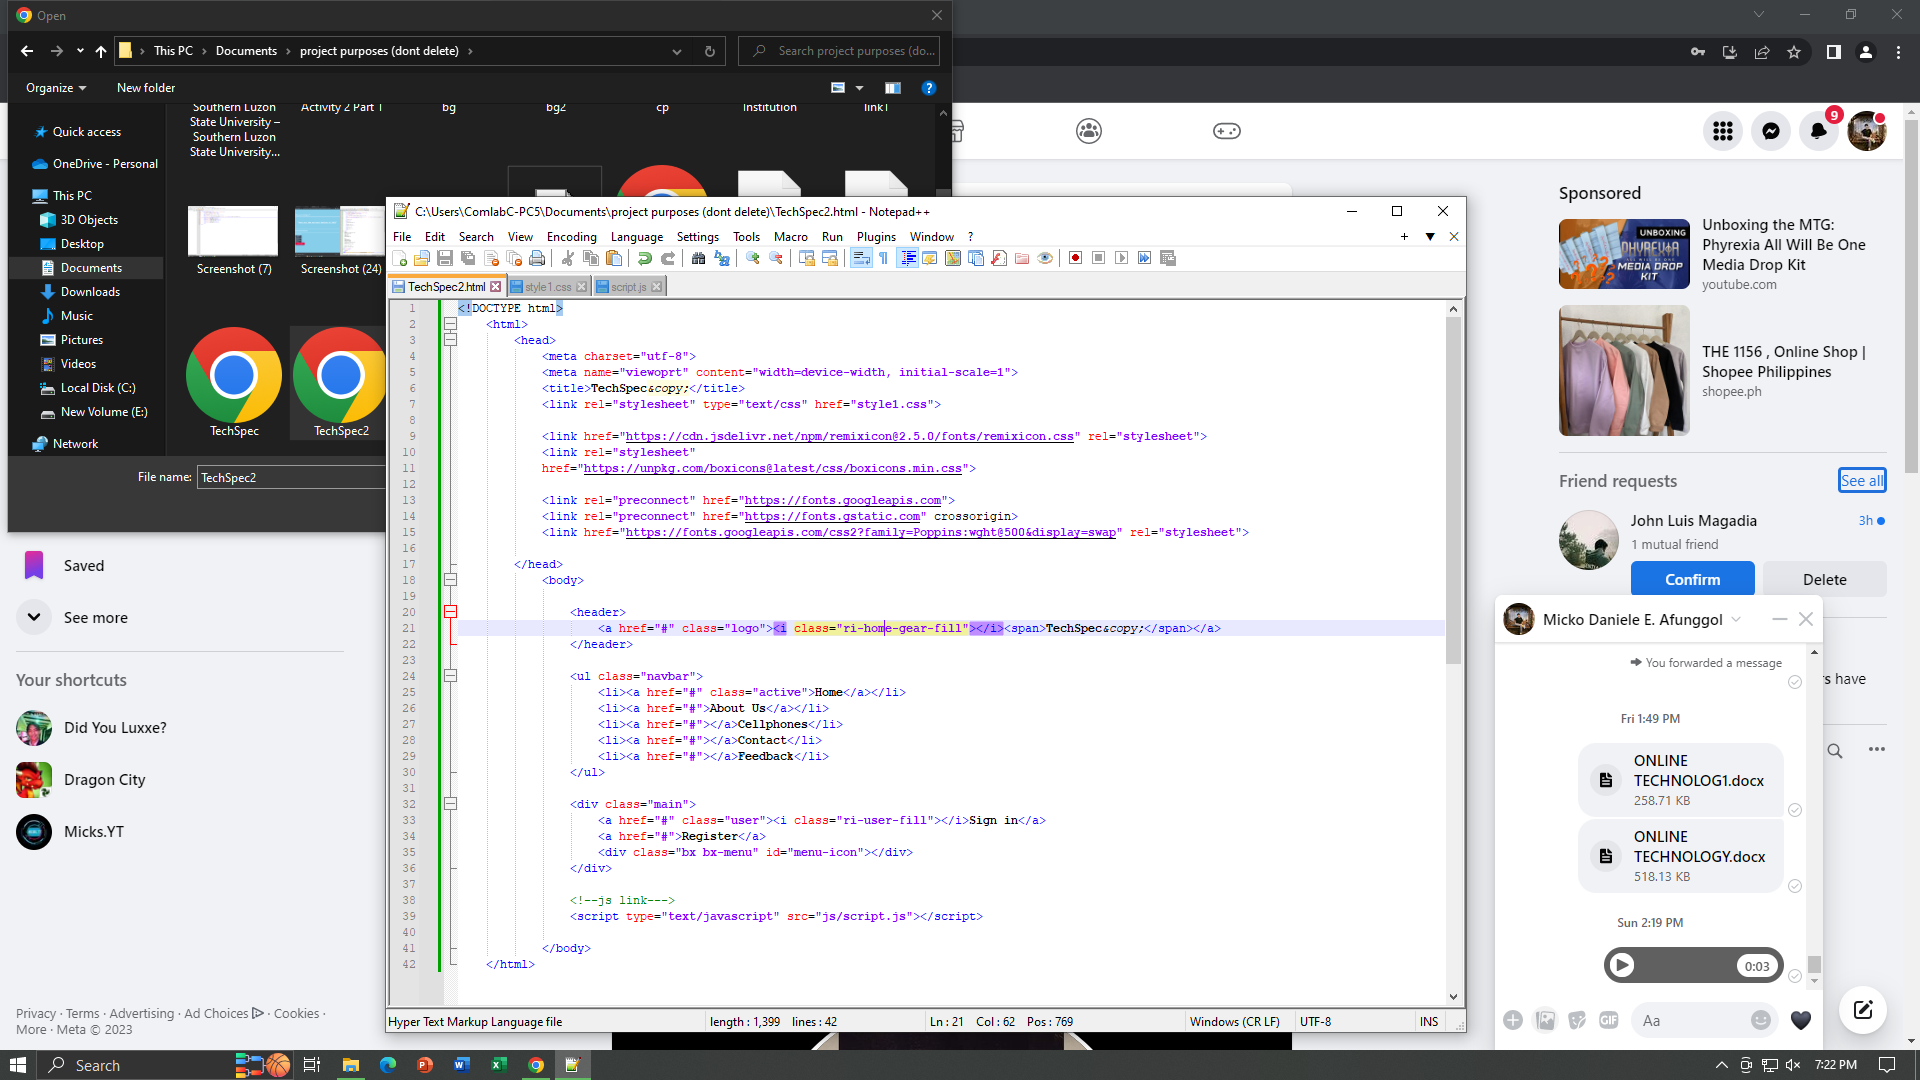 Open
This PC
Documents
project purposes (dont delete)
Search project purposes (do...
Organize
New folder
Southern Luzon
State University –
Southern Luzon
State University...
Activity 2 Part 1
bg
bg2
cp
Institution
link1
Quick access
OneDrive - Personal
This PC
3D Objects
Desktop
Documents
Downloads
Music
Pictures
Videos
Local Disk (C:)
New Volume (E:)
Network
Screenshot (7)
Screenshot (24)
TechSpec
TechSpec2
File name:
TechSpec2
C:\Users\ComlabC-PC5\Documents\project purposes (dont delete)\TechSpec2.html - Notepad++
File Edit Search View Encoding Language Settings Tools Macro Run Plugins Window ?
TechSpec2.html
style1.css
script.js
1 <!DOCTYPE html>
2 <html>
3 <head>
4 <meta charset="utf-8">
5 <meta name="viewoprt" content="width=device-width, initial-scale=1">
6 <title>TechSpec&copy;</title>
7 <link rel="stylesheet" type="text/css" href="style1.css">
8
9 <link href="https://cdn.jsdelivr.net/npm/remixicon@2.5.0/fonts/remixicon.css" rel="stylesheet">
10 <link rel="stylesheet"
11 href="https://unpkg.com/boxicons@latest/css/boxicons.min.css">
12
13 <link rel="preconnect" href="https://fonts.googleapis.com">
14 <link rel="preconnect" href="https://fonts.gstatic.com" crossorigin>
15 <link href="https://fonts.googleapis.com/css2?family=Poppins:wght@500&display=swap" rel="stylesheet">
16
17 </head>
18 <body>
19
20 <header>
21 <a href="#" class="logo"><i class="ri-home-gear-fill"></i><span>TechSpec&copy;</span></a>
22 </header>
23
24 <ul class="navbar">
25 <li><a href="#" class="active">Home</a></li>
26 <li><a href="#">About Us</a></li>
27 <li><a href="#"></a>Cellphones</li>
28 <li><a href="#"></a>Contact</li>
29 <li><a href="#"></a>Feedback</li>
30 </ul>
31
32 <div class="main">
33 <a href="#" class="user"><i class="ri-user-fill"></i>Sign in</a>
34 <a href="#">Register</a>
35 <div class="bx bx-menu" id="menu-icon"></div>
36 </div>
37
38 <!--js link--->
39 <script type="text/javascript" src="js/script.js"></script>
40
41 </body>
42 </html>
Hyper Text Markup Language file
length : 1,399 lines : 42
Ln : 21 Col : 62 Pos : 769
Windows (CR LF)
UTF-8
INS
Saved
See more
Your shortcuts
Did You Luxxe?
Dragon City
Micks.YT
Privacy · Terms · Advertising · Ad Choices · Cookies ·
More · Meta © 2023
9
Sponsored
UNBOXING
PHYREXIA
ALL WILL BE ONE
MEDIA DROP
KIT
Unboxing the MTG:
Phyrexia All Will Be One
Media Drop Kit
youtube.com
THE 1156 , Online Shop |
Shopee Philippines
shopee.ph
Friend requests
See all
John Luis Magadia
3h
1 mutual friend
Confirm
Delete
Micko Daniele E. Afunggol
You forwarded a message
rs have
Fri 1:49 PM
ONLINE
TECHNOLOG1.docx
258.71 KB
ONLINE
TECHNOLOGY.docx
518.13 KB
Sun 2:19 PM
0:03
GIF
Aa
Search
7:22 PM